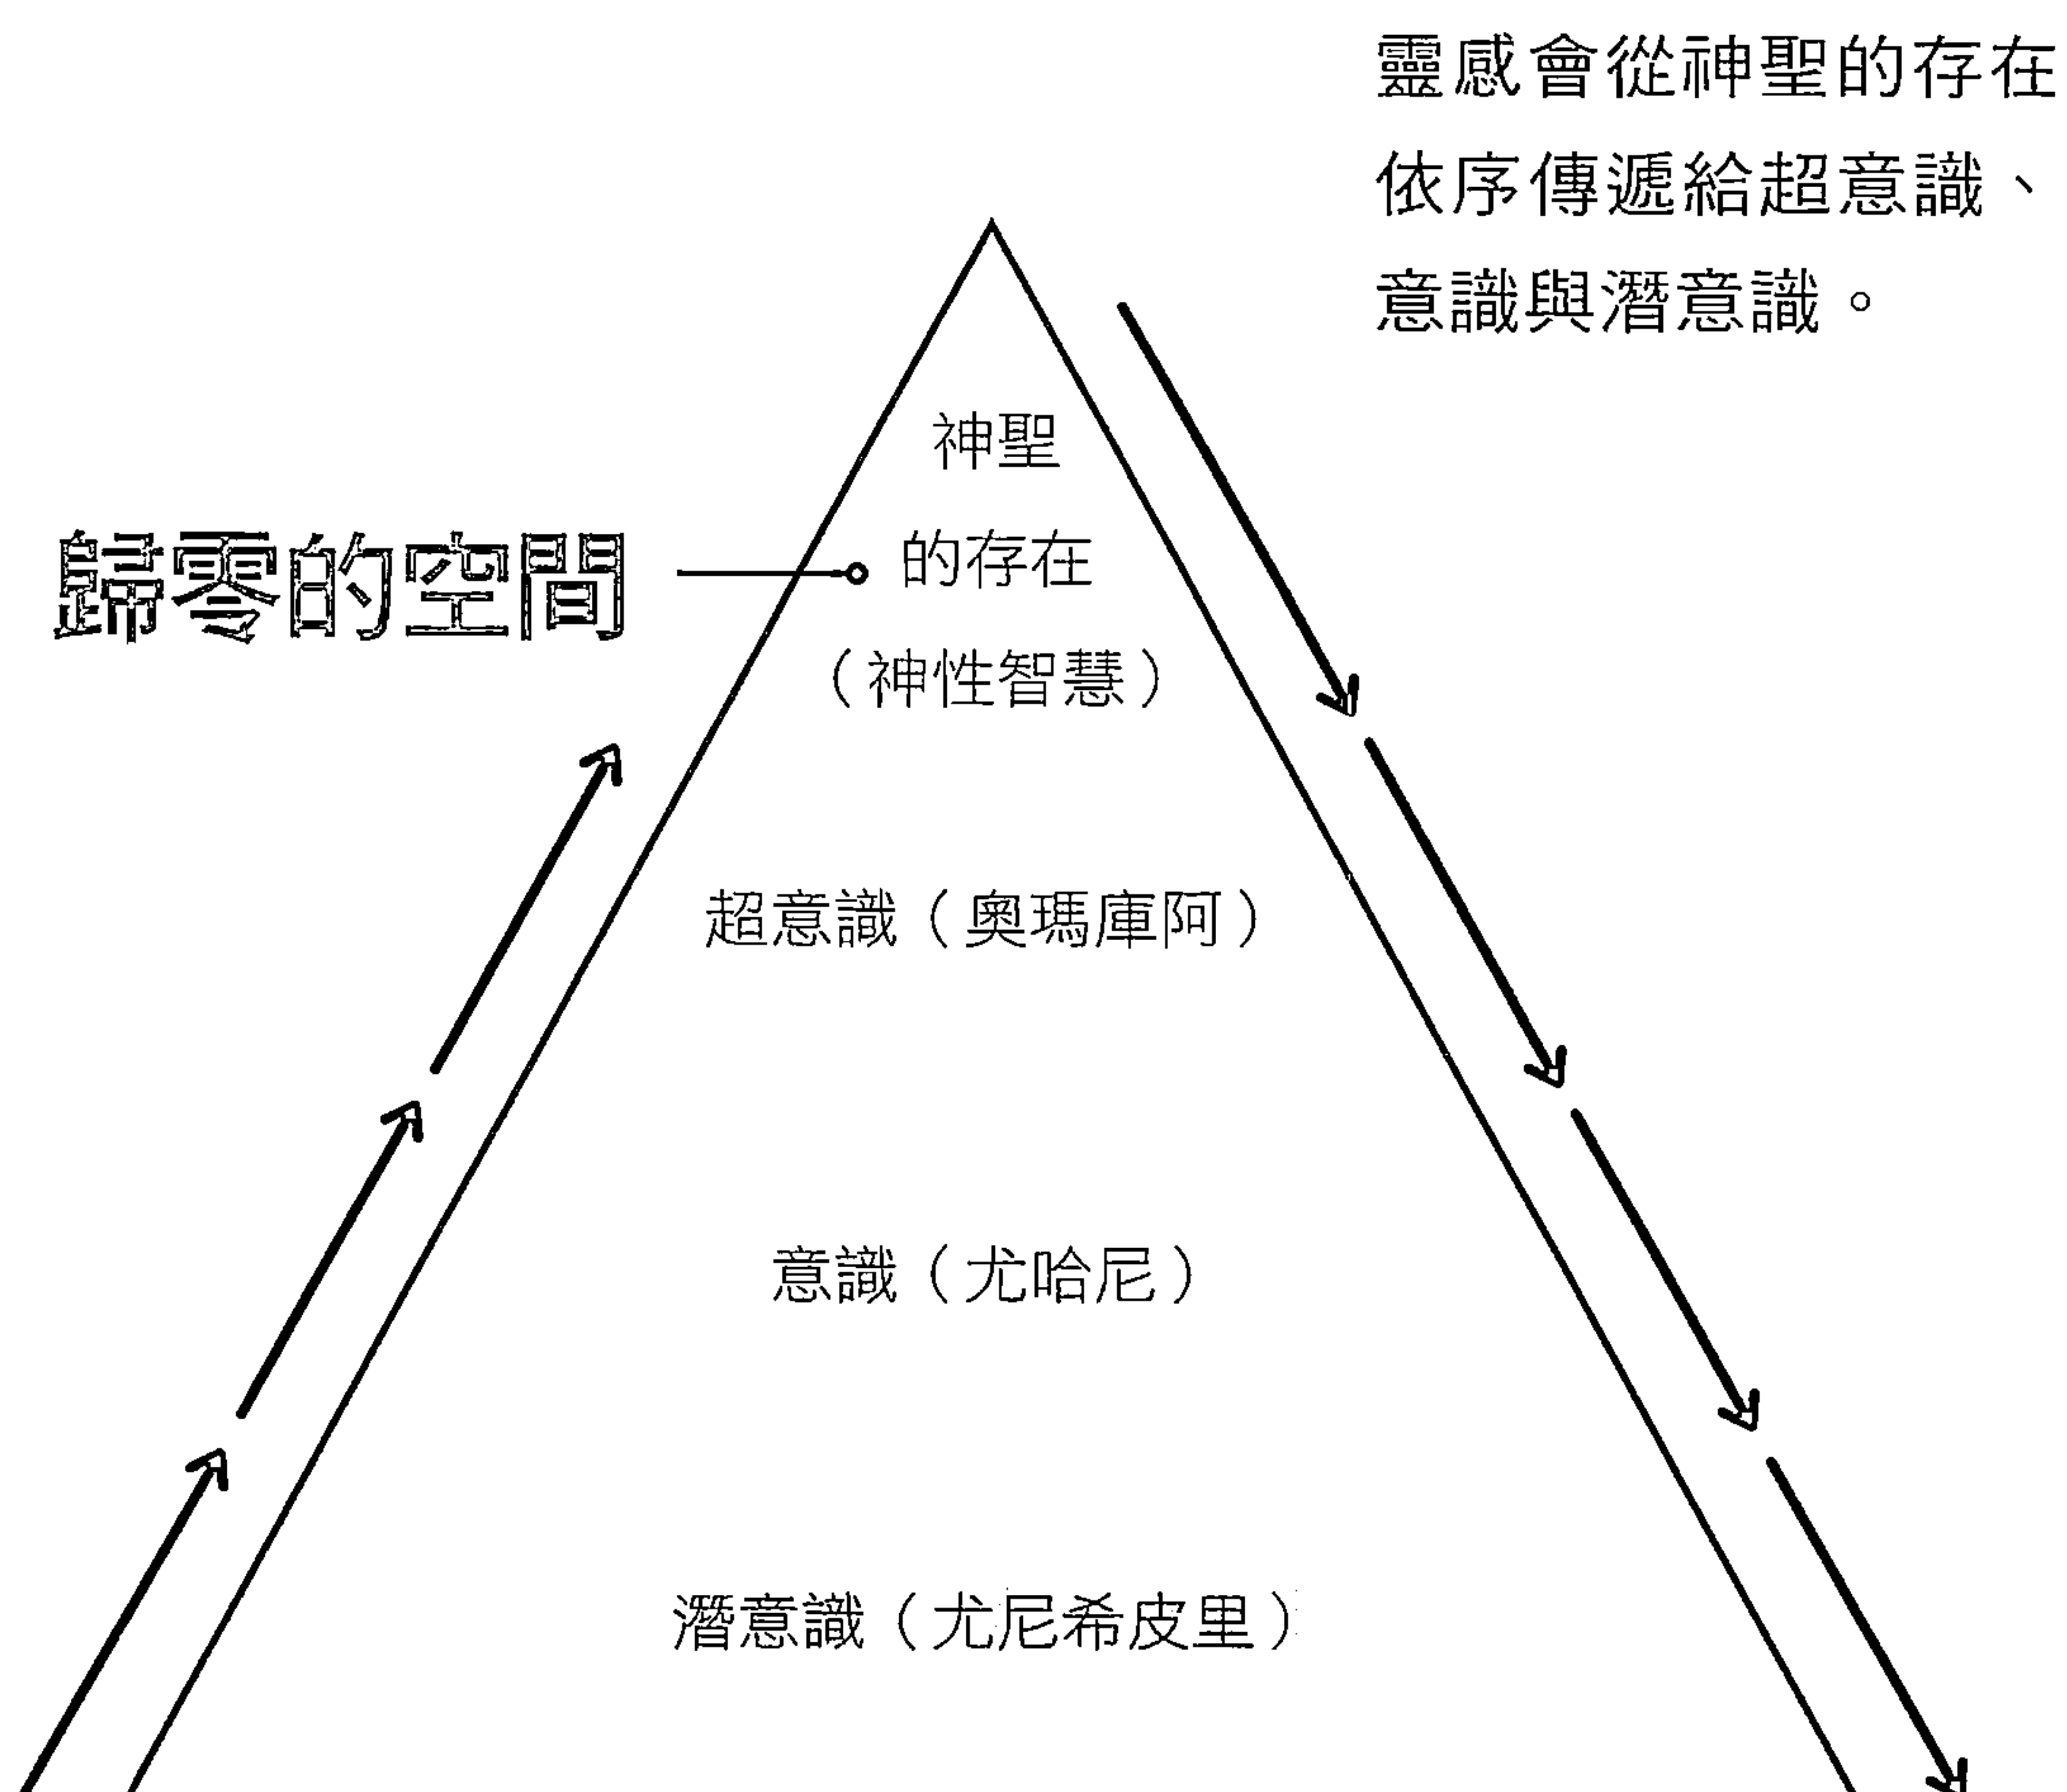 靈感會從神聖的存在
依序傳遞給超意識、
意識與潛意識。
神聖
的存在
（神性智慧）
歸零的空間
超意識（奧瑪庫阿）
意識（尤哈尼）
潛意識（尤尼希皮里）